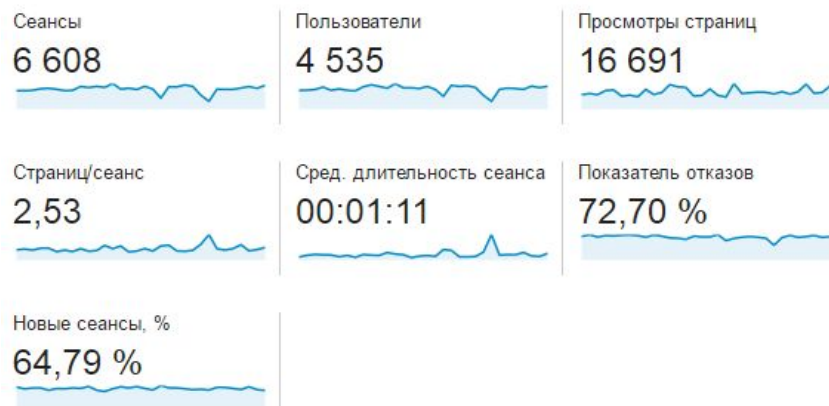 Сеансы
6 608
Пользователи
4 535
Просмотры страниц
16 691
Страниц/сеанс
2,53
Сред. длительность сеанса
00:01:11
Показатель отказов
72,70 %
Новые сеансы, %
64,79 %